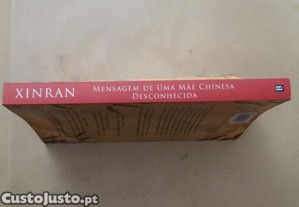 XINRAN
MENSAGEM DE UMA MÃE CHINESA
DESCONHECIDA
B
CustoJusto.pt